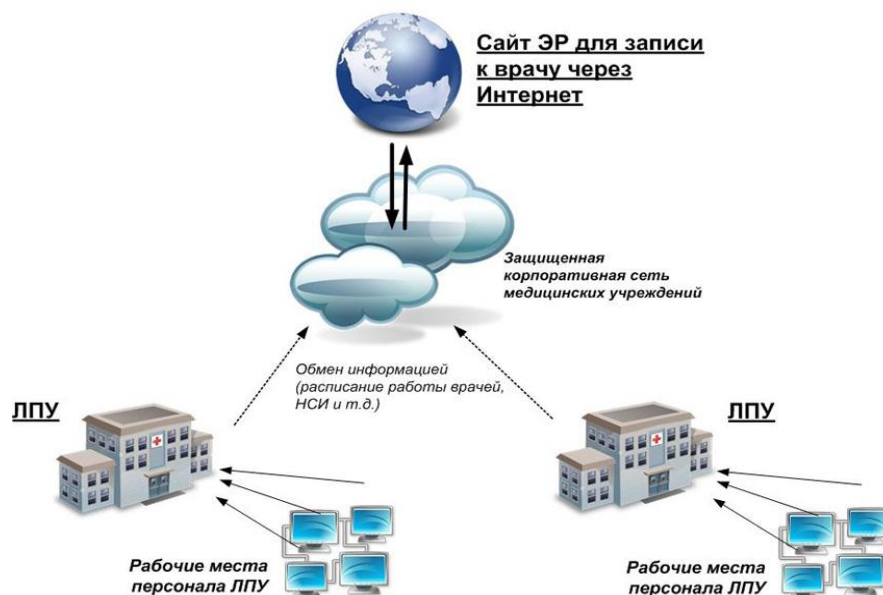 Сайт ЭР для записи
к врачу через
Интернет
Защищенная
корпоративная сеть
медицинских учреждений
Обмен информацией
(расписание работы врачей,
НСИ и т.д.)
ЛПУ
ЛПУ
Рабочие места
персонала ЛПУ
Рабочие места
персонала ЛПУ